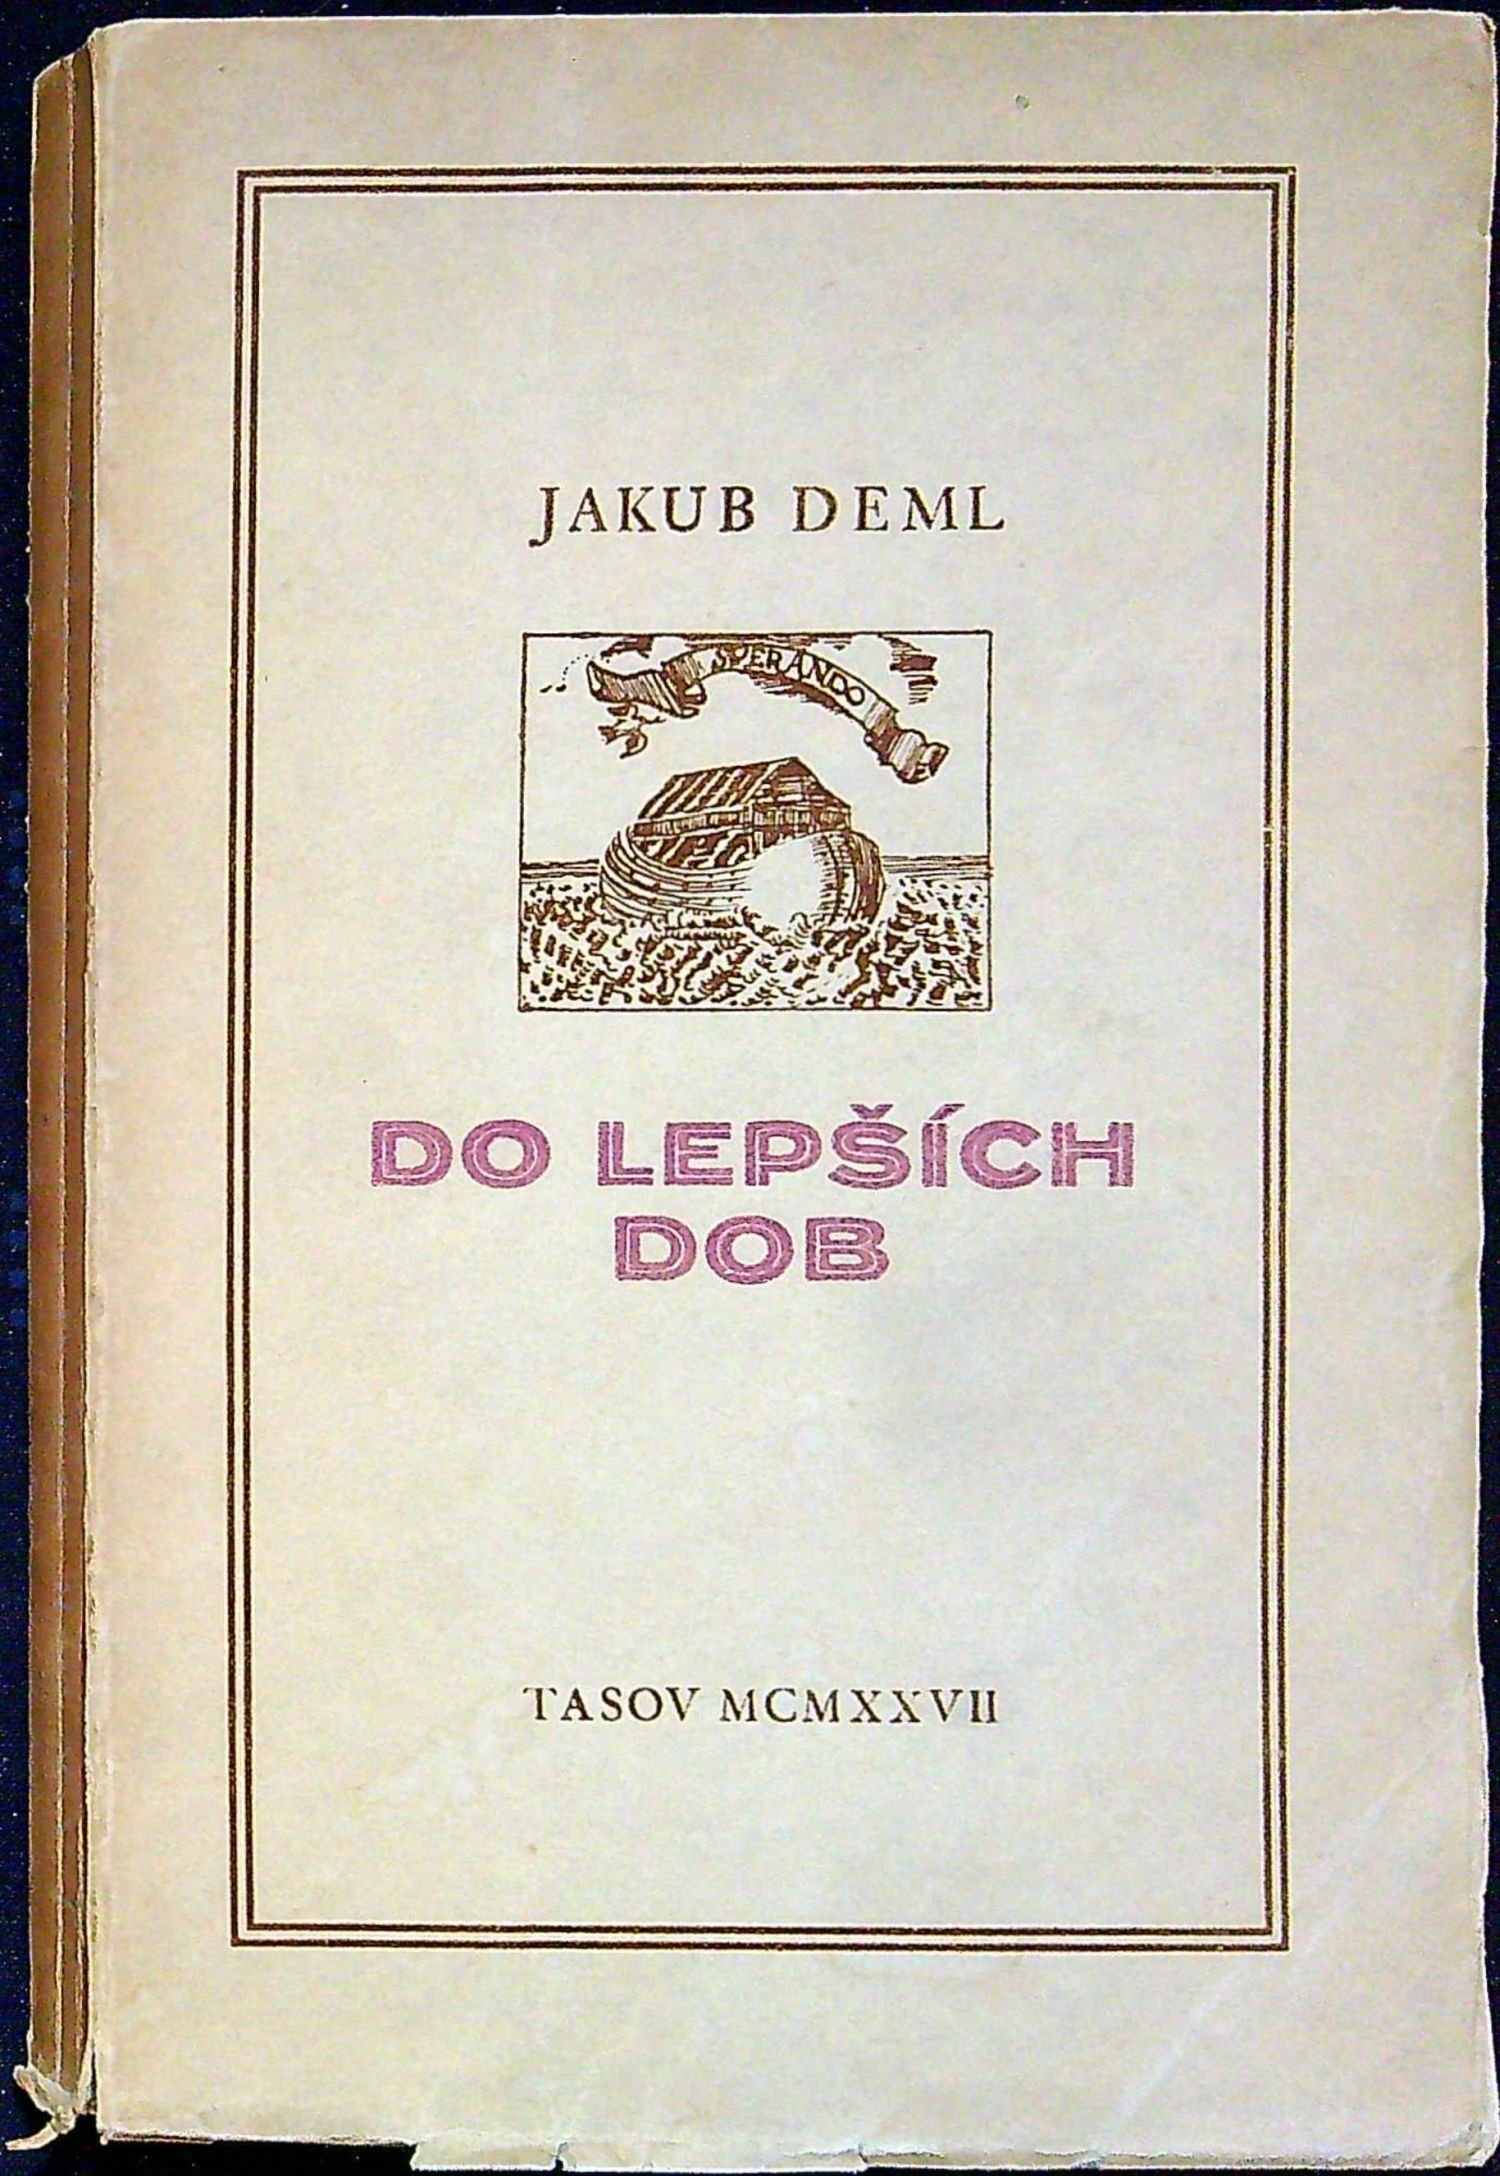 JAKUB DEML
SPERANDO
DO LEPŠÍCH
DOB
TASOV MCMXXVII